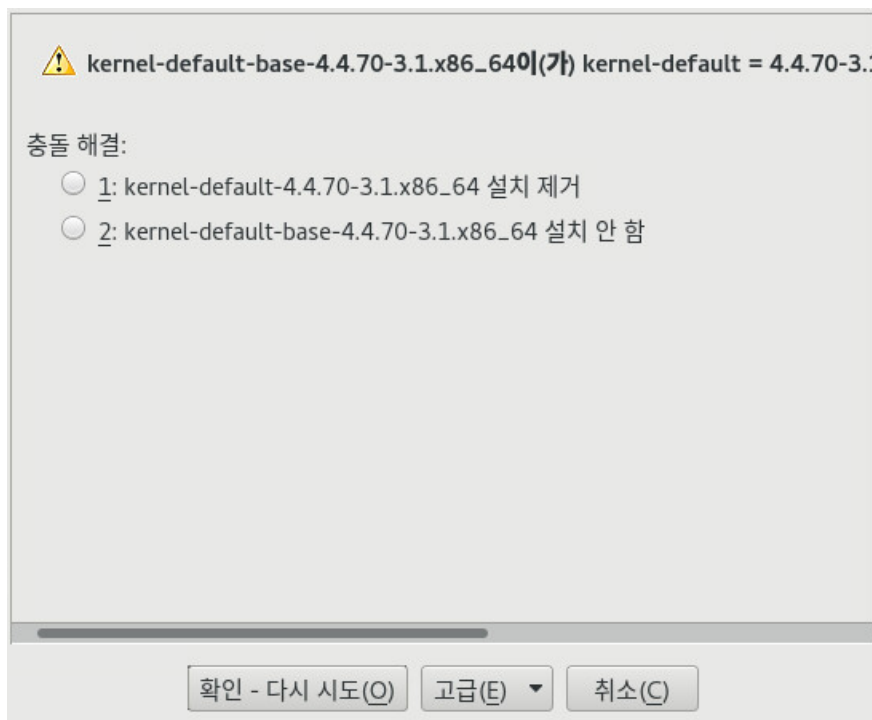 kernel-default-base-4.4.70-3.1.x86_64이(가) kernel-default = 4.4.70-3.1
충돌 해결:
1: kernel-default-4.4.70-3.1.x86_64 설치 제거
2: kernel-default-base-4.4.70-3.1.x86_64 설치 안 함
확인 - 다시 시도(O) 고급(E) 취소(C)